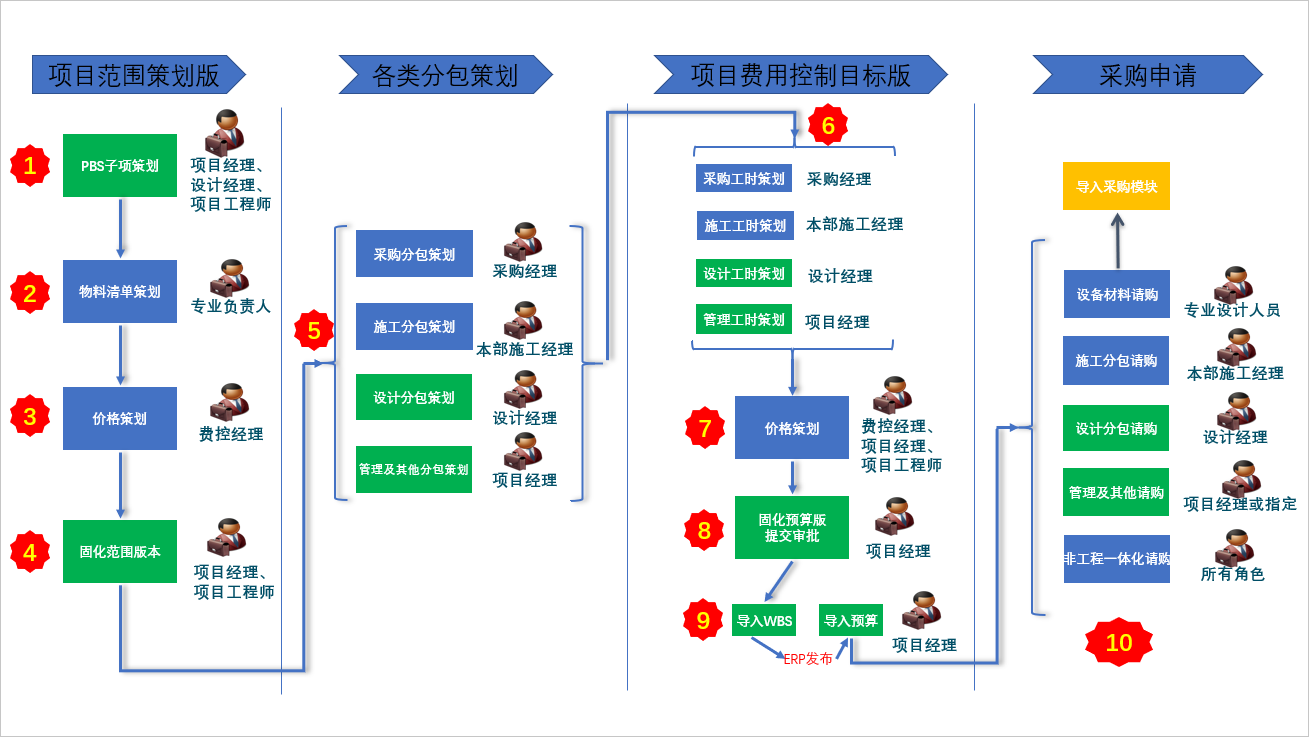 项目范围策划版
各类分包策划
项目费用控制目标版
采购申请
1
PBS子项策划
项目经理、
设计经理、
项目工程师
2
物料清单策划
专业负责人
3
价格策划
费控经理
4
固化范围版本
项目经理、
项目工程师
5
采购分包策划
采购经理
施工分包策划
本部施工经理
设计分包策划
设计经理
管理及其他分包策划
项目经理
6
采购工时策划
采购经理
施工工时策划
本部施工经理
设计工时策划
设计经理
管理工时策划
项目经理
7
价格策划
费控经理、
项目经理、
项目工程师
8
固化预算版
提交审批
项目经理
9
导入WBS
导入预算
项目经理
ERP发布
导入采购模块
设备材料请购
专业设计人员
施工分包请购
本部施工经理
设计分包请购
设计经理
管理及其他请购
项目经理或指定
非工程一体化请购
所有角色
10